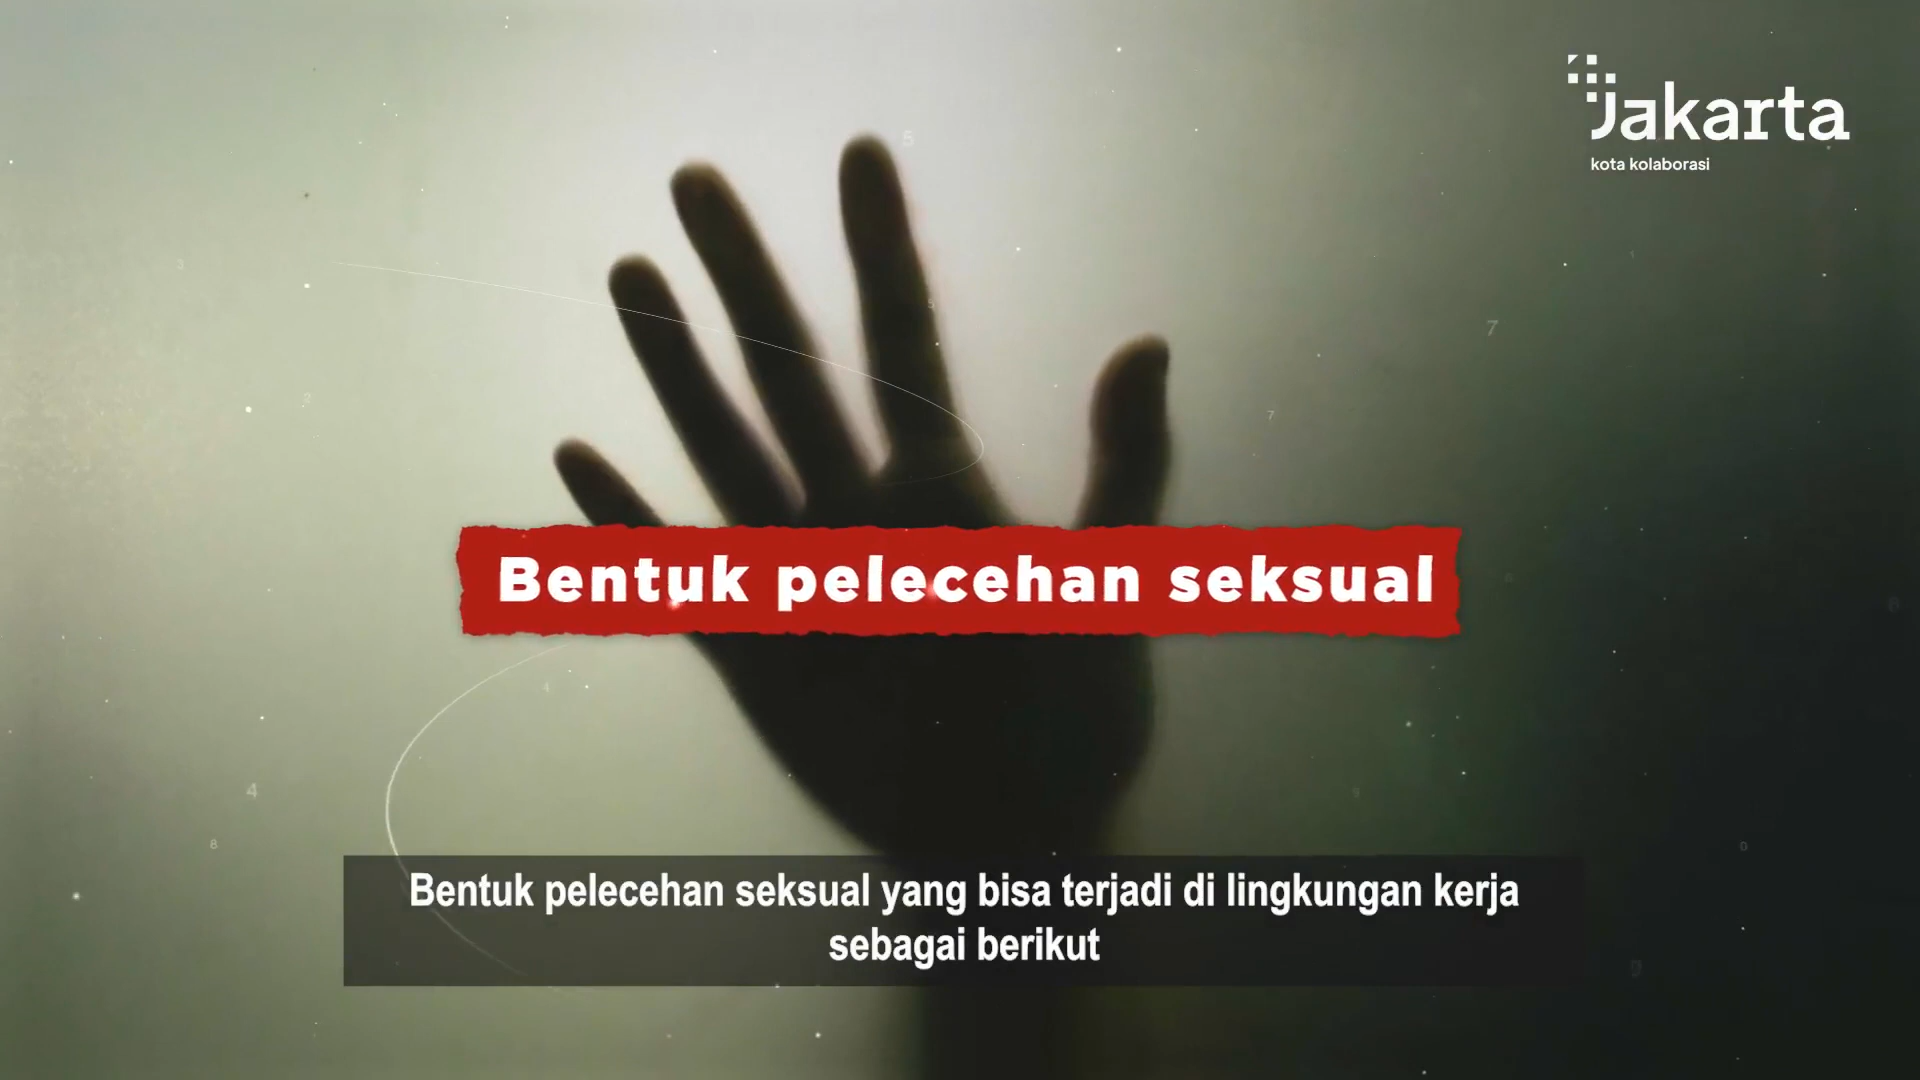 Jakarta
kota kolaborasi
Bentuk pelecehan seksual
Bentuk pelecehan seksual yang bisa terjadi di lingkungan kerja
sebagai berikut